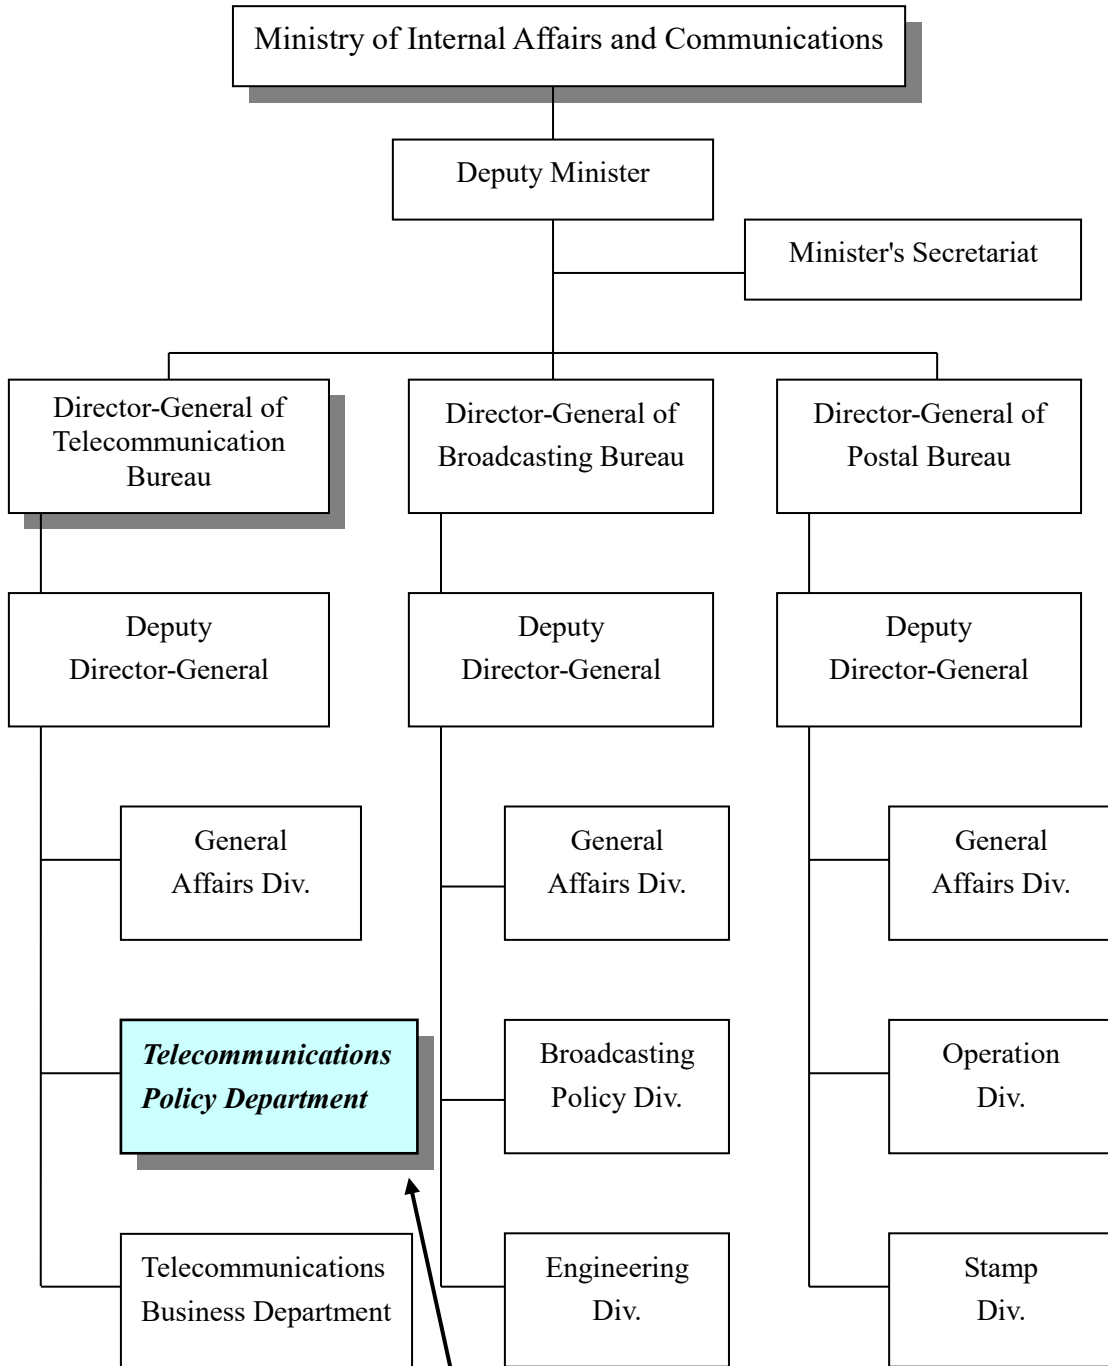 Ministry of Internal Affairs and Communications
Deputy Minister
Minister's Secretariat
Director-General of
Telecommunication
Bureau
Director-General of
Broadcasting Bureau
Director-General of
Postal Bureau
Deputy
Director-General
Deputy
Director-General
Deputy
Director-General
General
Affairs Div.
General
Affairs Div.
General
Affairs Div.
Telecommunications
Policy Department
Broadcasting
Policy Div.
Operation
Div.
Telecommunications
Business Department
Engineering
Div.
Stamp
Div.